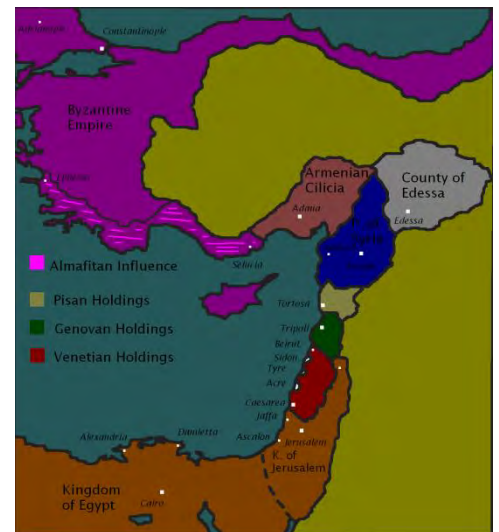 Constantinople
Byzantine
Empire
Armenian
Cilicia
Adana
County of
Edessa
Edessa
Selucia
Almafitan Influence
Pisan Holdings
Genovan Holdings
Venetian Holdings
Tortosa
Tripoli
Beirut
Sidon
Tyre
Acre
Caesarea
Jaffa
Ascalon
Jerusalem
K. of
Jerusalem
Alexandria
Damietta
Kingdom
of Egypt
Cairo